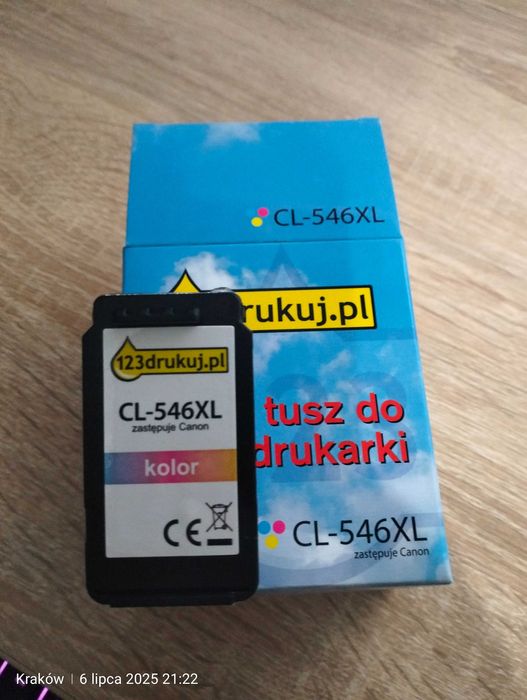 CL-546XL
rukuj.pl
tusz do
drukarki
CL-546XL
zastępuje Canon
123drukuj.pl
CL-546XL
zastępuje Canon
kolor
CE
Kraków | 6 lipca 2025 21:22